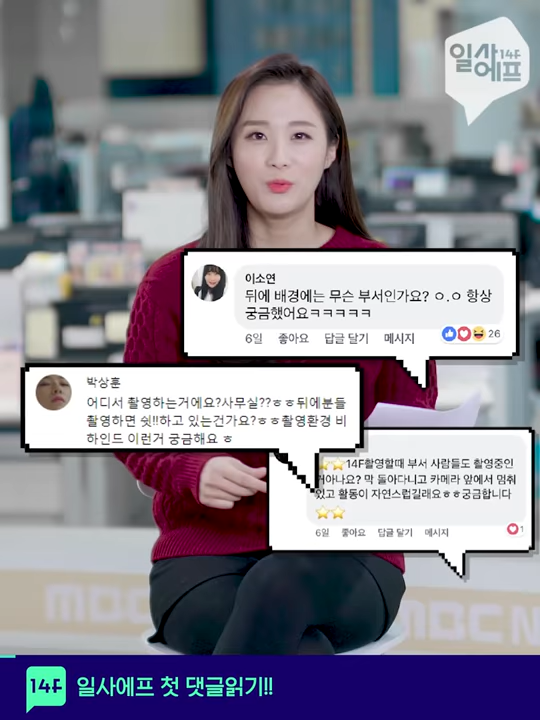 일사 14F
에프
이소연
뒤에 배경에는 무슨 부서인가요? ㅇ.ㅇ 항상
궁금했어요ㅋㅋㅋㅋㅋ
6일 좋아요 답글 달기 메시지 26
박상훈
어디서 촬영하는거에요?사무실??ㅎㅎ뒤에분들
촬영하면 쉿!!하고 있는건가요?ㅎㅎ촬영환경 비
하인드 이런거 궁금해요 ㅎ
14F촬영할때 부서 사람들도 촬영중인
아나요? 막 돌아다니고 카메라 앞에서 멈춰
있고 활동이 자연스럽길래요ㅎㅎ궁금합니다
6일 좋아요 답글 달기 메시지 1
MBC
MBC N
14F 일사에프 첫 댓글읽기!!